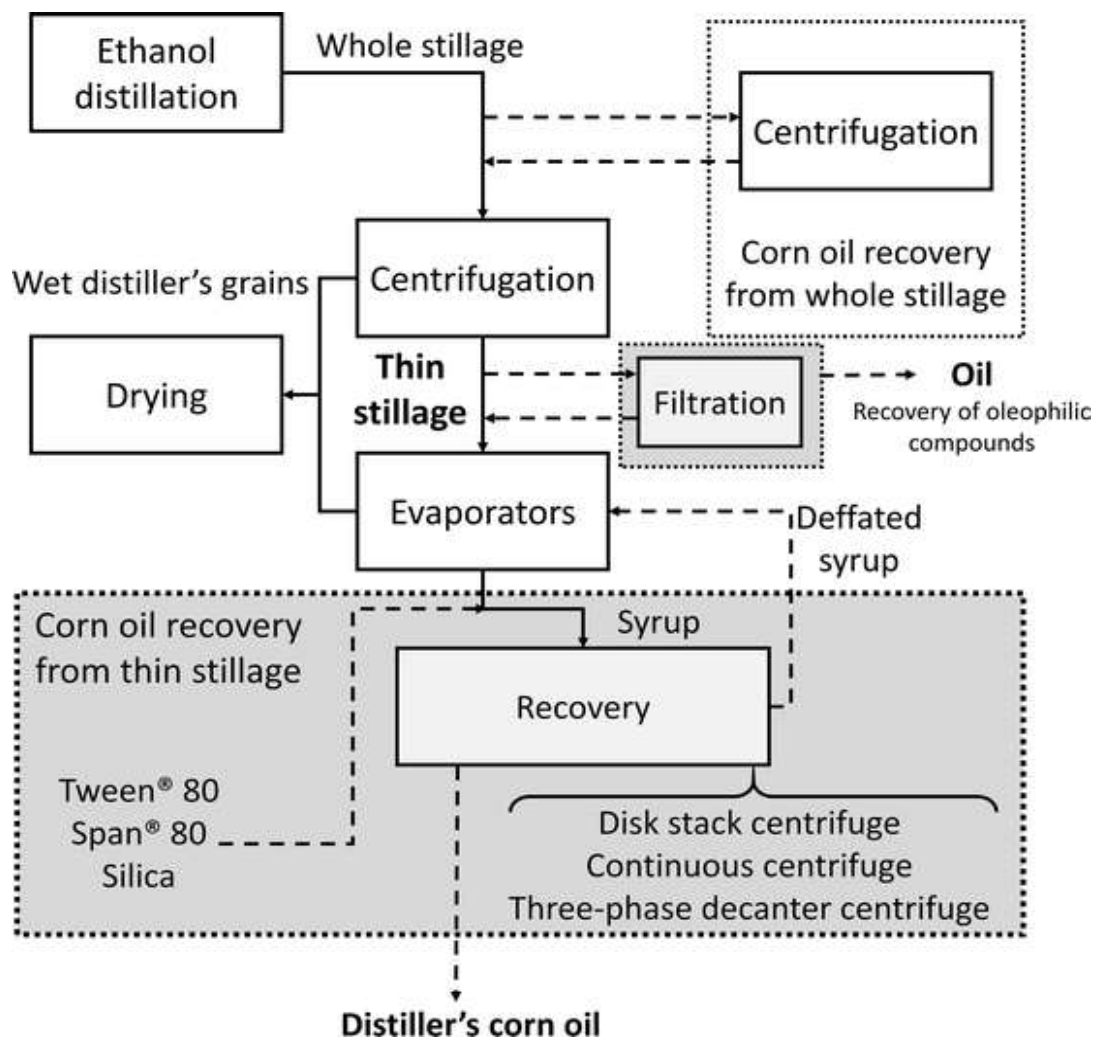 Ethanol
distillation
Whole stillage
Centrifugation
Corn oil recovery
from whole stillage
Wet distiller's grains
Centrifugation
Drying
Thin
stillage
Filtration
Oil
Recovery of oleophilic
compounds
Evaporators
Deffated
syrup
Corn oil recovery
from thin stillage
Syrup
Recovery
Tween® 80
Span® 80
Silica
Disk stack centrifuge
Continuous centrifuge
Three-phase decanter centrifuge
Distiller's corn oil